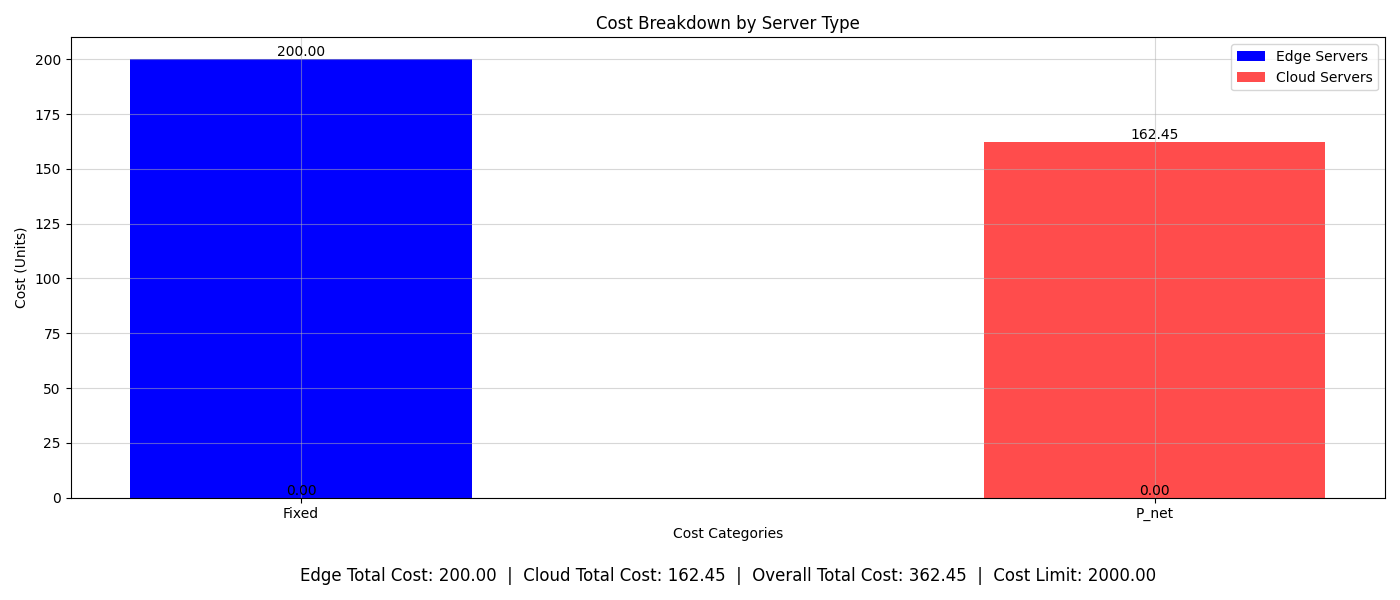 Cost Breakdown by Server Type
200.00
Edge Servers
Cloud Servers
162.45
200
175
150
125
100
75
50
25
0
Cost (Units)
0.00
0.00
Fixed
P_net
Cost Categories
Edge Total Cost: 200.00 | Cloud Total Cost: 162.45 | Overall Total Cost: 362.45 | Cost Limit: 2000.00